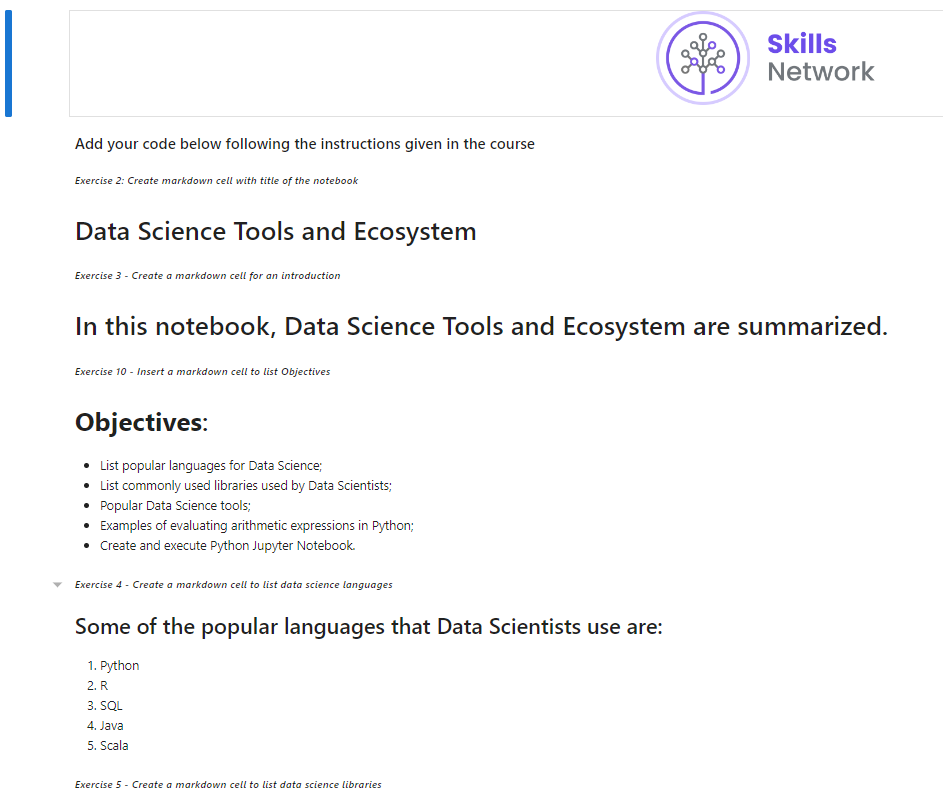 Skills
Network
Add your code below following the instructions given in the course
Exercise 2: Create markdown cell with title of the notebook
Data Science Tools and Ecosystem
Exercise 3 - Create a markdown cell for an introduction
In this notebook, Data Science Tools and Ecosystem are summarized.
Exercise 10 - Insert a markdown cell to list Objectives
Objectives:
• List popular languages for Data Science;
• List commonly used libraries used by Data Scientists;
• Popular Data Science tools;
• Examples of evaluating arithmetic expressions in Python;
• Create and execute Python Jupyter Notebook.
Exercise 4 - Create a markdown cell to list data science languages
Some of the popular languages that Data Scientists use are:
1. Python
2. R
3. SQL
4. Java
5. Scala
Exercise 5 - Create a markdown cell to list data science libraries